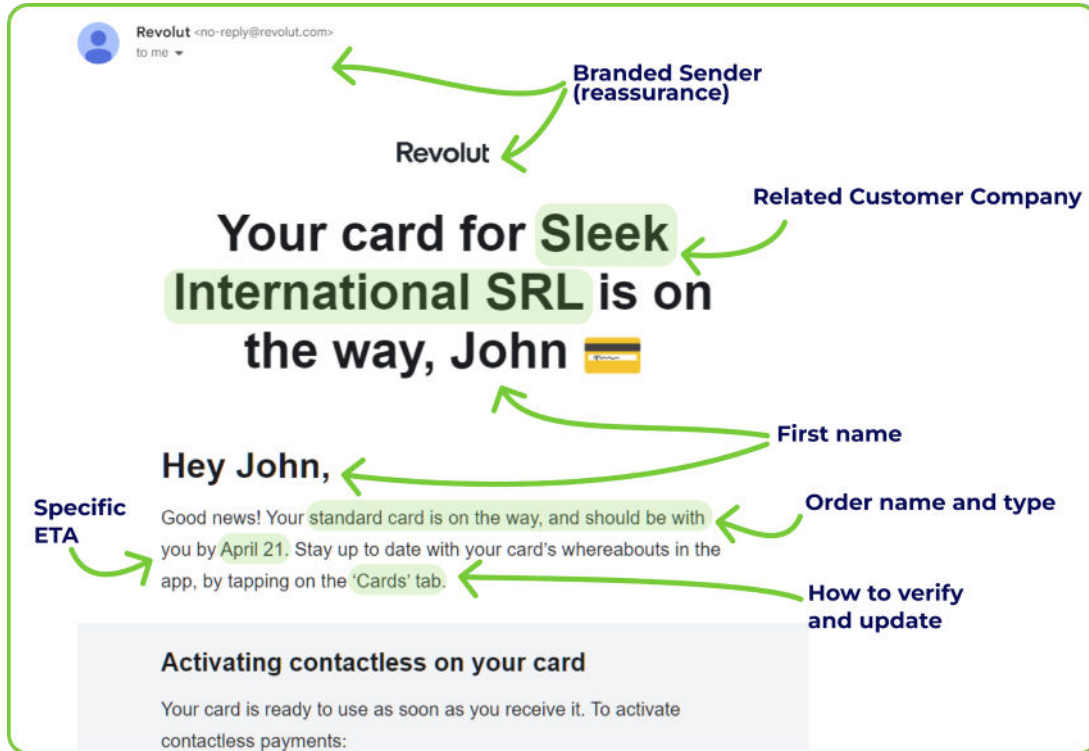 Revolut <no-reply@revolut.com>
to me
Branded Sender
(reassurance)
Revolut
Related Customer Company
Your card for Sleek
International SRL is on
the way, John
First name
Hey John,
Specific
ETA
Order name and type
Good news! Your standard card is on the way, and should be with
you by April 21. Stay up to date with your card’s whereabouts in the
app, by tapping on the ‘Cards’ tab.
How to verify
and update
Activating contactless on your card
Your card is ready to use as soon as you receive it. To activate
contactless payments: